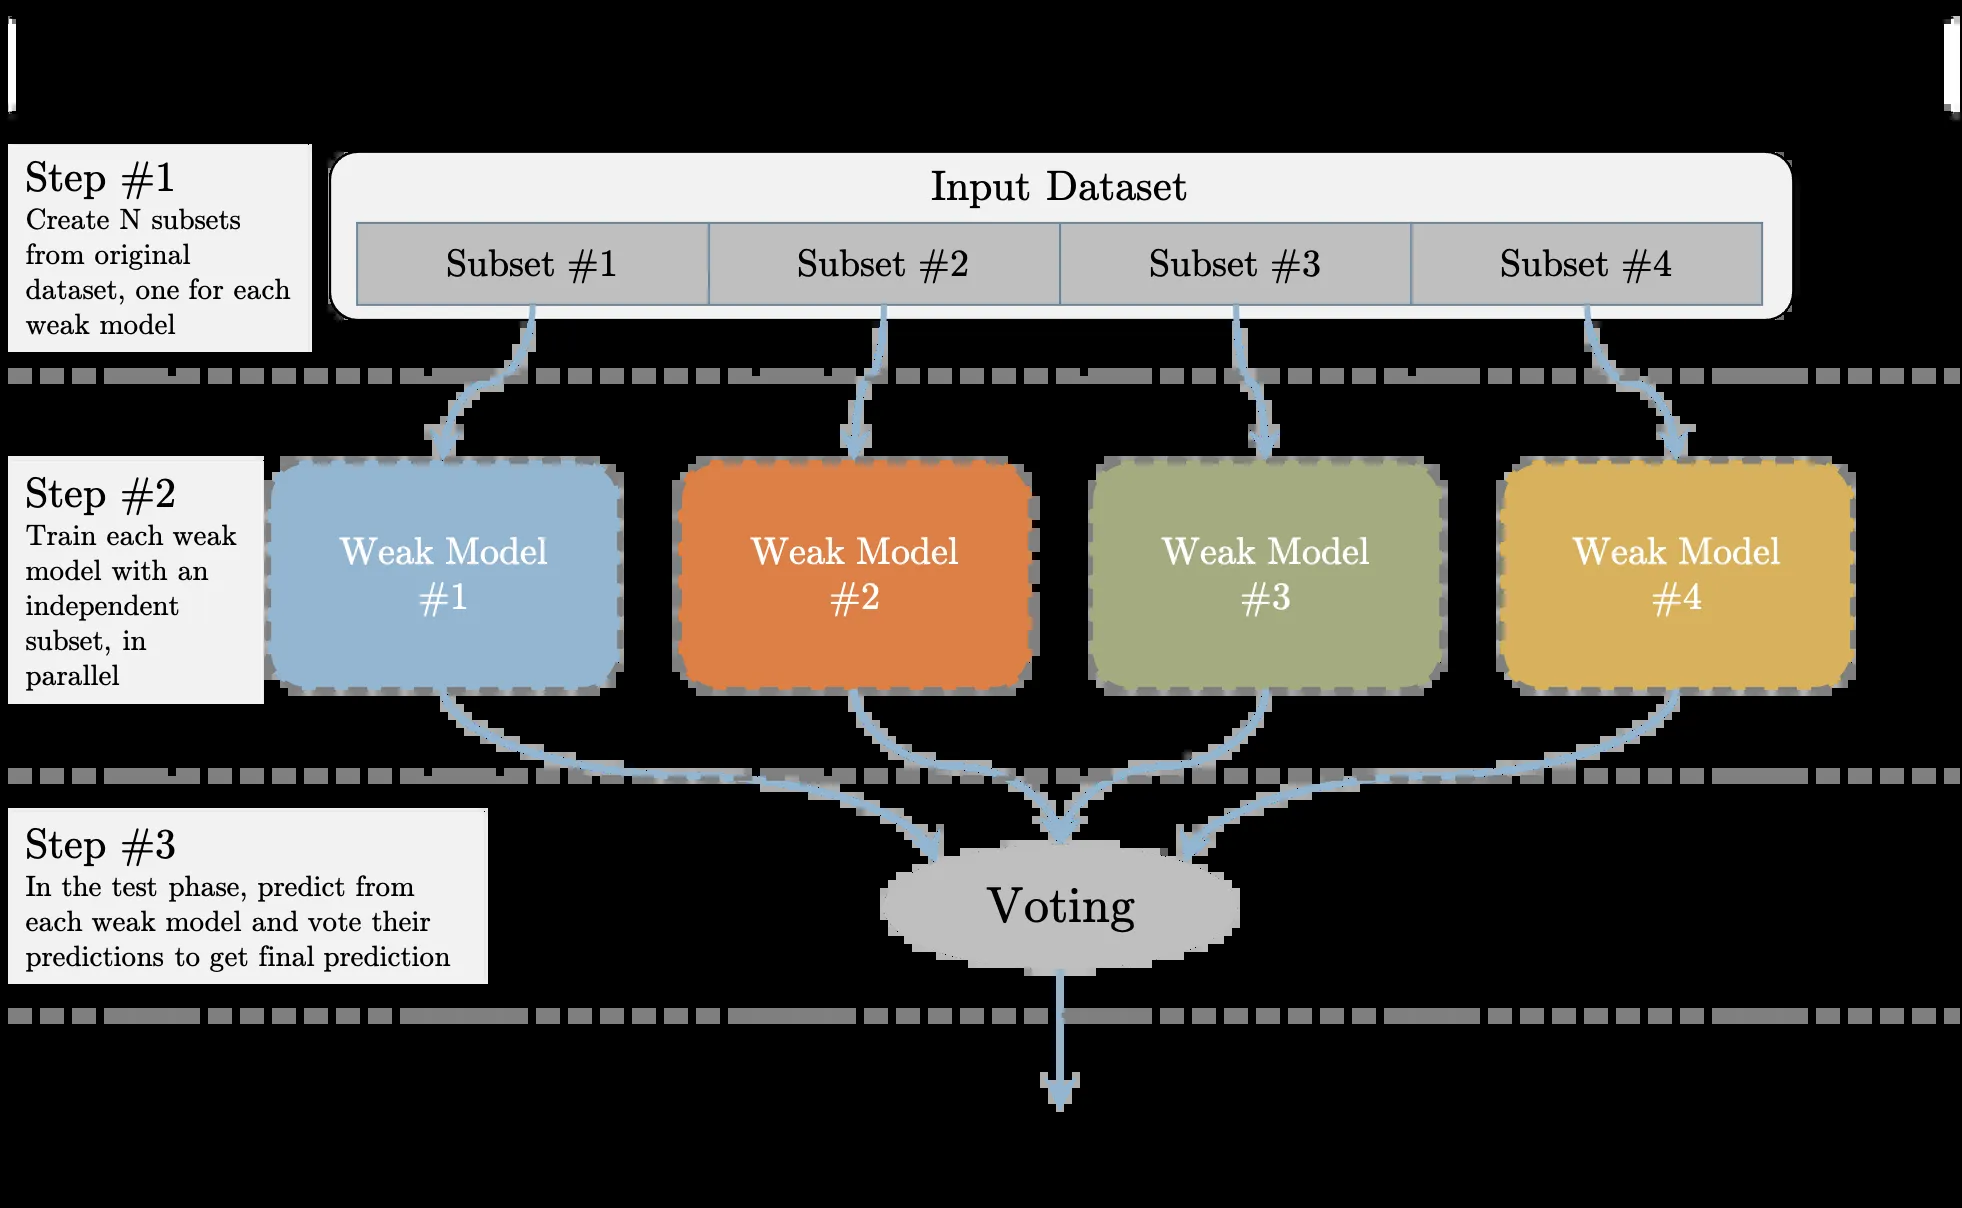 Step #1
Create N subsets
from original
dataset, one for each
weak model
Input Dataset
Subset #1
Subset #2
Subset #3
Subset #4
Step #2
Train each weak
model with an
independent
subset, in
parallel
Weak Model
#1
Weak Model
#2
Weak Model
#3
Weak Model
#4
Step #3
In the test phase, predict from
each weak model and vote their
predictions to get final prediction
Voting